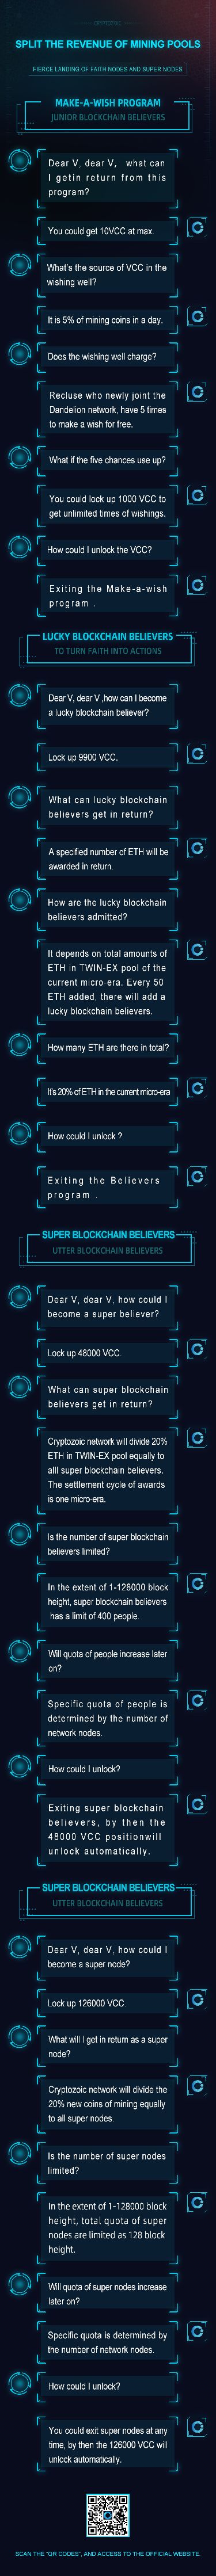 CRYPTOZOIC
SPLIT THE REVENUE OF MINING POOLS
FIERCE LANDING OF FAITH NODES AND SUPER NODES
MAKE-A-WISH PROGRAM
JUNIOR BLOCKCHAIN BELIEVERS
Dear V, dear V, what can
I getin return from this
program?
You could get 10VCC at max.
What's the source of VCC in the
wishing well?
It is 5% of mining coins in a day.
Does the wishing well charge?
Recluse who newly joint the
Dandelion network, have 5 times
to make a wish for free.
What if the five chances use up?
You could lock up 1000 VCC to
get unlimited times of wishings.
How could I unlock the VCC?
Exiting the Make-a-wish
program .
LUCKY BLOCKCHAIN BELIEVERS
TO TURN FAITH INTO ACTIONS
Dear V, dear V ,how can I become
a lucky blockchain believer?
Lock up 9900 VCC.
What can lucky blockchain
believers get in return?
A specified number of ETH will be
awarded in return.
How are the lucky blockchain
believers admitted?
It depends on total amounts of
ETH in TWIN-EX pool of the
current micro-era. Every 50
ETH added, there will add a
lucky blockchain believers.
How many ETH are there in total?
It's 20% of ETH in the current micro-era
How could I unlock ?
Exiting the Believers
program .
SUPER BLOCKCHAIN BELIEVERS
UTTER BLOCKCHAIN BELIEVERS
Dear V, dear V, how could I
become a super believer?
Lock up 48000 VCC.
What can super blockchain
believers get in return?
Cryptozoic network will divide 20%
ETH in TWIN-EX pool equally to
alll super blockchain believers.
The settlement cycle of awards
is one micro-era.
Is the number of super blockchain
believers limited?
In the extent of 1-128000 block
height, super blockchain believers
has a limit of 400 people.
Will quota of people increase later
on?
Specific quota of people is
determined by the number of
network nodes.
How could I unlock?
Exiting super blockchain
believers, by then the
48000 VCC positionwill
unlock automatically.
SUPER BLOCKCHAIN BELIEVERS
UTTER BLOCKCHAIN BELIEVERS
Dear V, dear V, how could I
become a super node?
Lock up 126000 VCC.
What will I get in return as a super
node?
Cryptozoic network will divide the
20% new coins of mining equally
to all super nodes.
Is the number of super nodes
limited?
In the extent of 1-128000 block
height, total quota of super
nodes are limited as 128 block
height.
Will quota of super nodes increase
later on?
Specific quota is determined by
the number of network nodes.
How could I unlock?
You could exit super nodes at any
time, by then the 126000 VCC will
unlock automatically.
SCAN THE "QR CODES", AND ACCESS TO THE OFFICIAL WEBSITE.